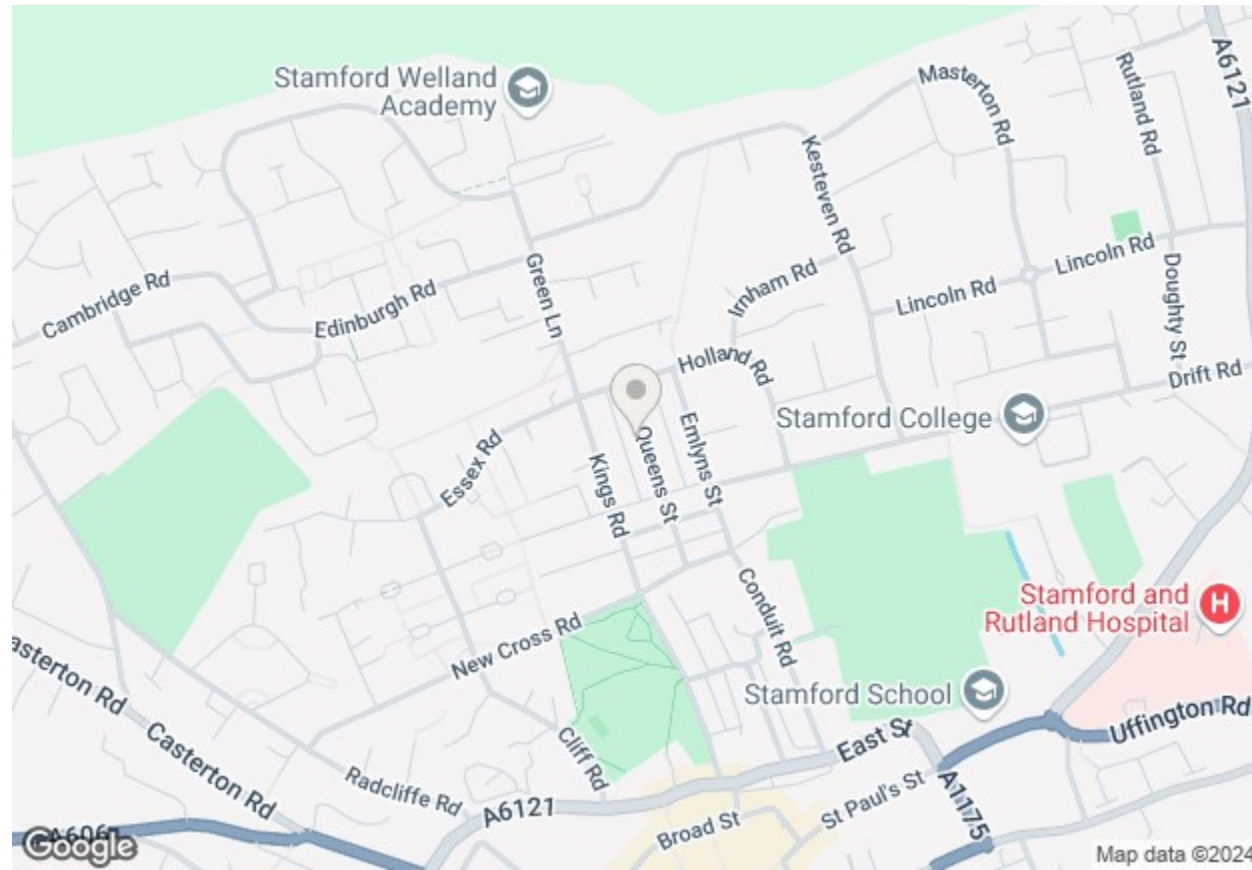 Stamford Welland
Academy
Masterton Rd
Rutland Rd
A6121
Kesteven Rd
Green Ln
Irnham Rd
Lincoln Rd
Lincoln Rd
Doughty St
Cambridge Rd
Edinburgh Rd
Holland Rd
Drift Rd
Stamford College
Emlyns St
Queens St
Essex Rd
Kings Rd
Conduit Rd
Stamford and
Rutland Hospital
H
New Cross Rd
Stamford School
asterton Rd
Casterton Rd
Uffington Rd
Cliff Rd
East St
Radcliffe Rd
A6121
St Paul's St
A1175
Broad St
Google
Map data ©2024